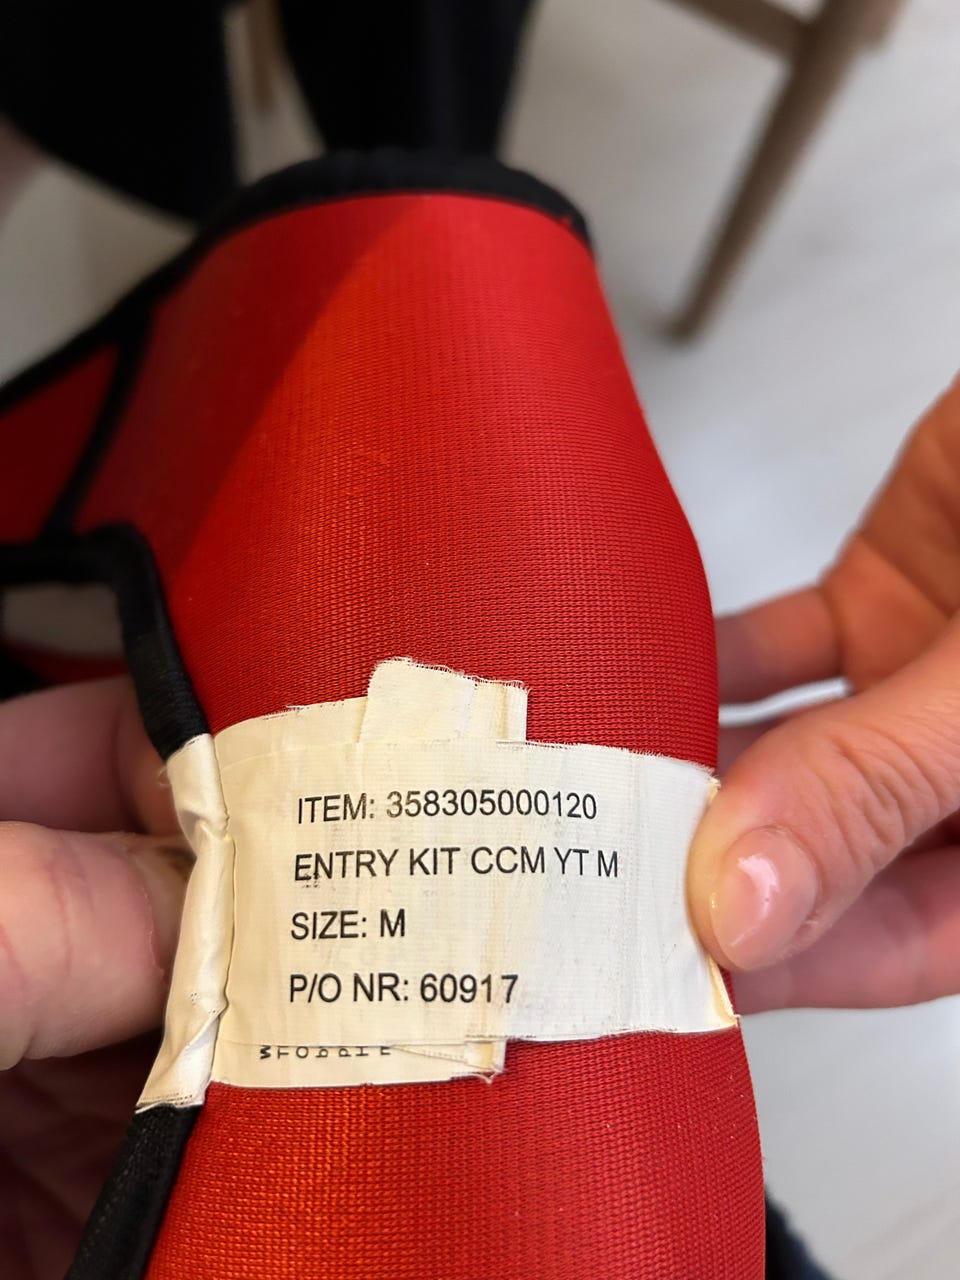 ITEM: 358305000120
ENTRY KIT CCM YT M
SIZE: M
P/O NR: 60917